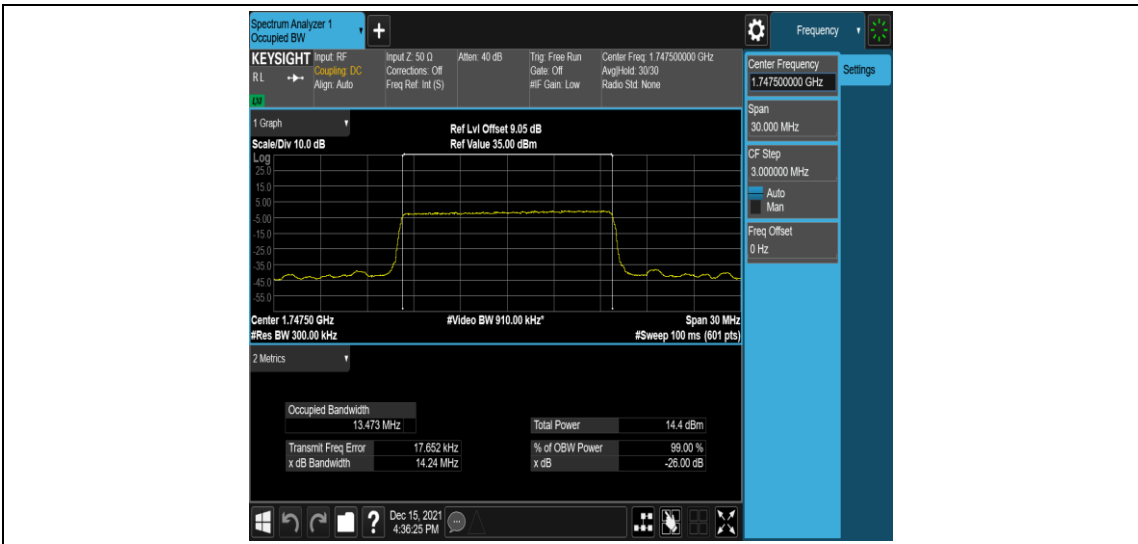 Spectrum Analyzer 1
Occupied BW
Frequency
KEYSIGHT
RL
LXI
Input: RF
Coupling: DC
Align: Auto
Input Z: 50 Ω
Corrections: Off
Freq Ref: Int (S)
Atten: 40 dB
Trig: Free Run
Gate: Off
#IF Gain: Low
Center Freq: 1.747500000 GHz
Avg|Hold: 30/30
Radio Std: None
Center Frequency
1.747500000 GHz
Settings
Span
30.000 MHz
CF Step
3.000000 MHz
Auto
Man
Freq Offset
0 Hz
1 Graph
Ref Lvl Offset 9.05 dB
Scale/Div 10.0 dB
Ref Value 35.00 dBm
Log
25.0
15.0
5.00
-5.00
-15.0
-25.0
-35.0
-45.0
-55.0
Center 1.74750 GHz
#Video BW 910.00 kHz*
Span 30 MHz
#Res BW 300.00 kHz
#Sweep 100 ms (601 pts)
2 Metrics
Occupied Bandwidth
13.473 MHz
Total Power 14.4 dBm
Transmit Freq Error 17.652 kHz
% of OBW Power 99.00 %
x dB Bandwidth 14.24 MHz
x dB -26.00 dB
?
Dec 15, 2021
4:36:25 PM